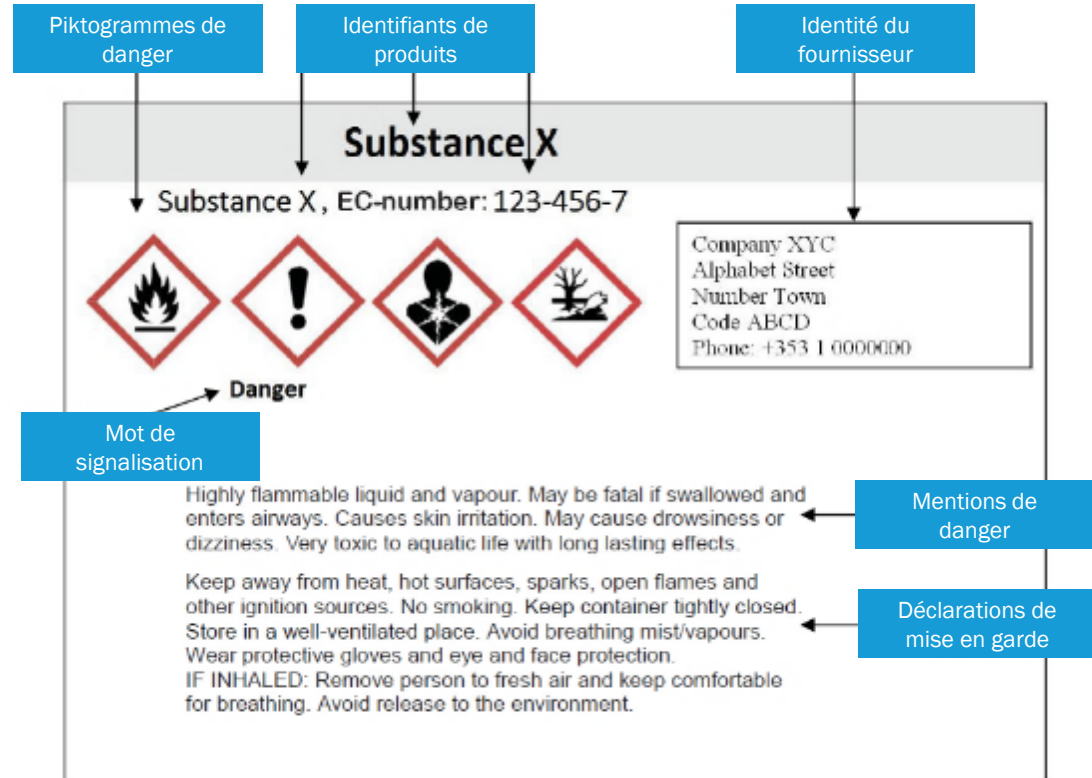 Piktogrammes de
danger
Identifiants de
produits
Identité du
fournisseur
Substance X
Substance X, EC-number: 123-456-7
Company XYC
Alphabet Street
Number Town
Code ABCD
Phone: +353 1 0000000
Danger
Mot de
signalisation
Highly flammable liquid and vapour. May be fatal if swallowed and
enters airways. Causes skin irritation. May cause drowsiness or
dizziness. Very toxic to aquatic life with long lasting effects.
Mentions de
danger
Keep away from heat, hot surfaces, sparks, open flames and
other ignition sources. No smoking. Keep container tightly closed.
Store in a well-ventilated place. Avoid breathing mist/vapours.
Wear protective gloves and eye and face protection.
IF INHALED: Remove person to fresh air and keep comfortable
for breathing. Avoid release to the environment.
Déclarations de
mise en garde